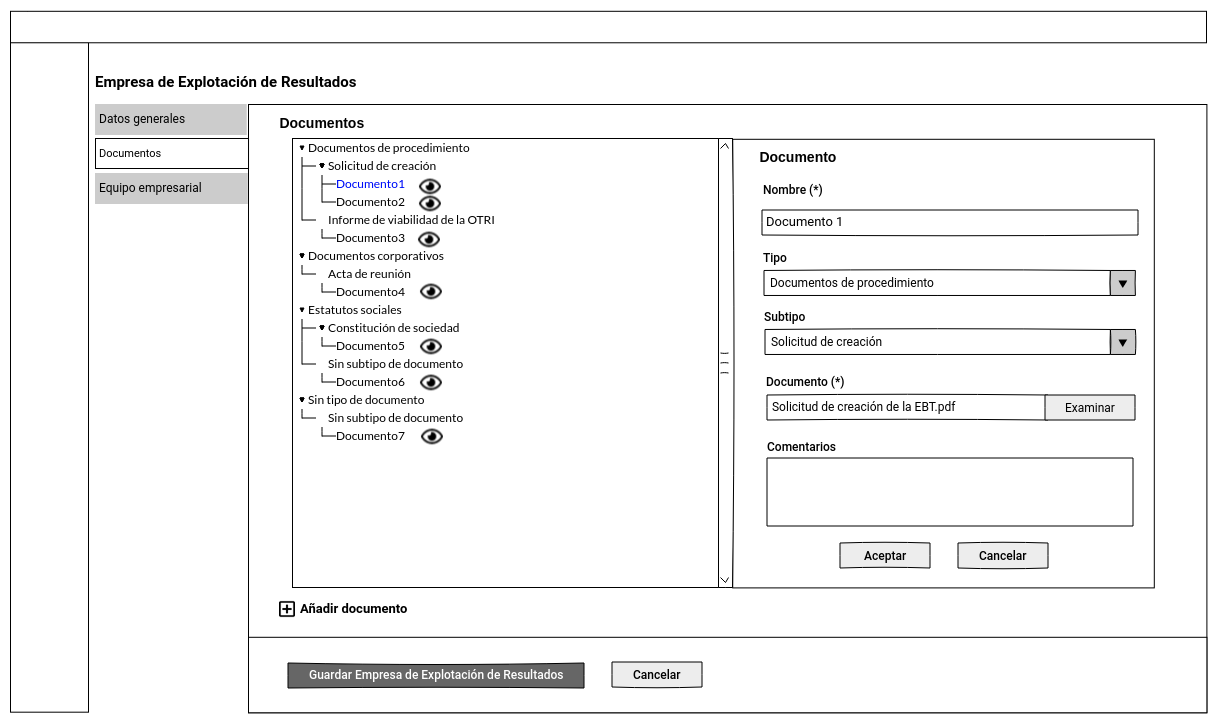 Empresa de Explotación de Resultados
Datos generales
Documentos
Equipo empresarial
Documentos
Documentos de procedimiento
Solicitud de creación
Documento1
Documento2
Informe de viabilidad de la OTRI
Documento3
Documentos corporativos
Acta de reunión
Documento4
Estatutos sociales
Constitución de sociedad
Documento5
Sin subtipo de documento
Documento6
Sin tipo de documento
Sin subtipo de documento
Documento7
Documento
Nombre (*)
Documento 1
Tipo
Documentos de procedimiento
Subtipo
Solicitud de creación
Documento (*)
Solicitud de creación de la EBT.pdf
Examinar
Comentarios
Aceptar
Cancelar
Añadir documento
Guardar Empresa de Explotación de Resultados
Cancelar